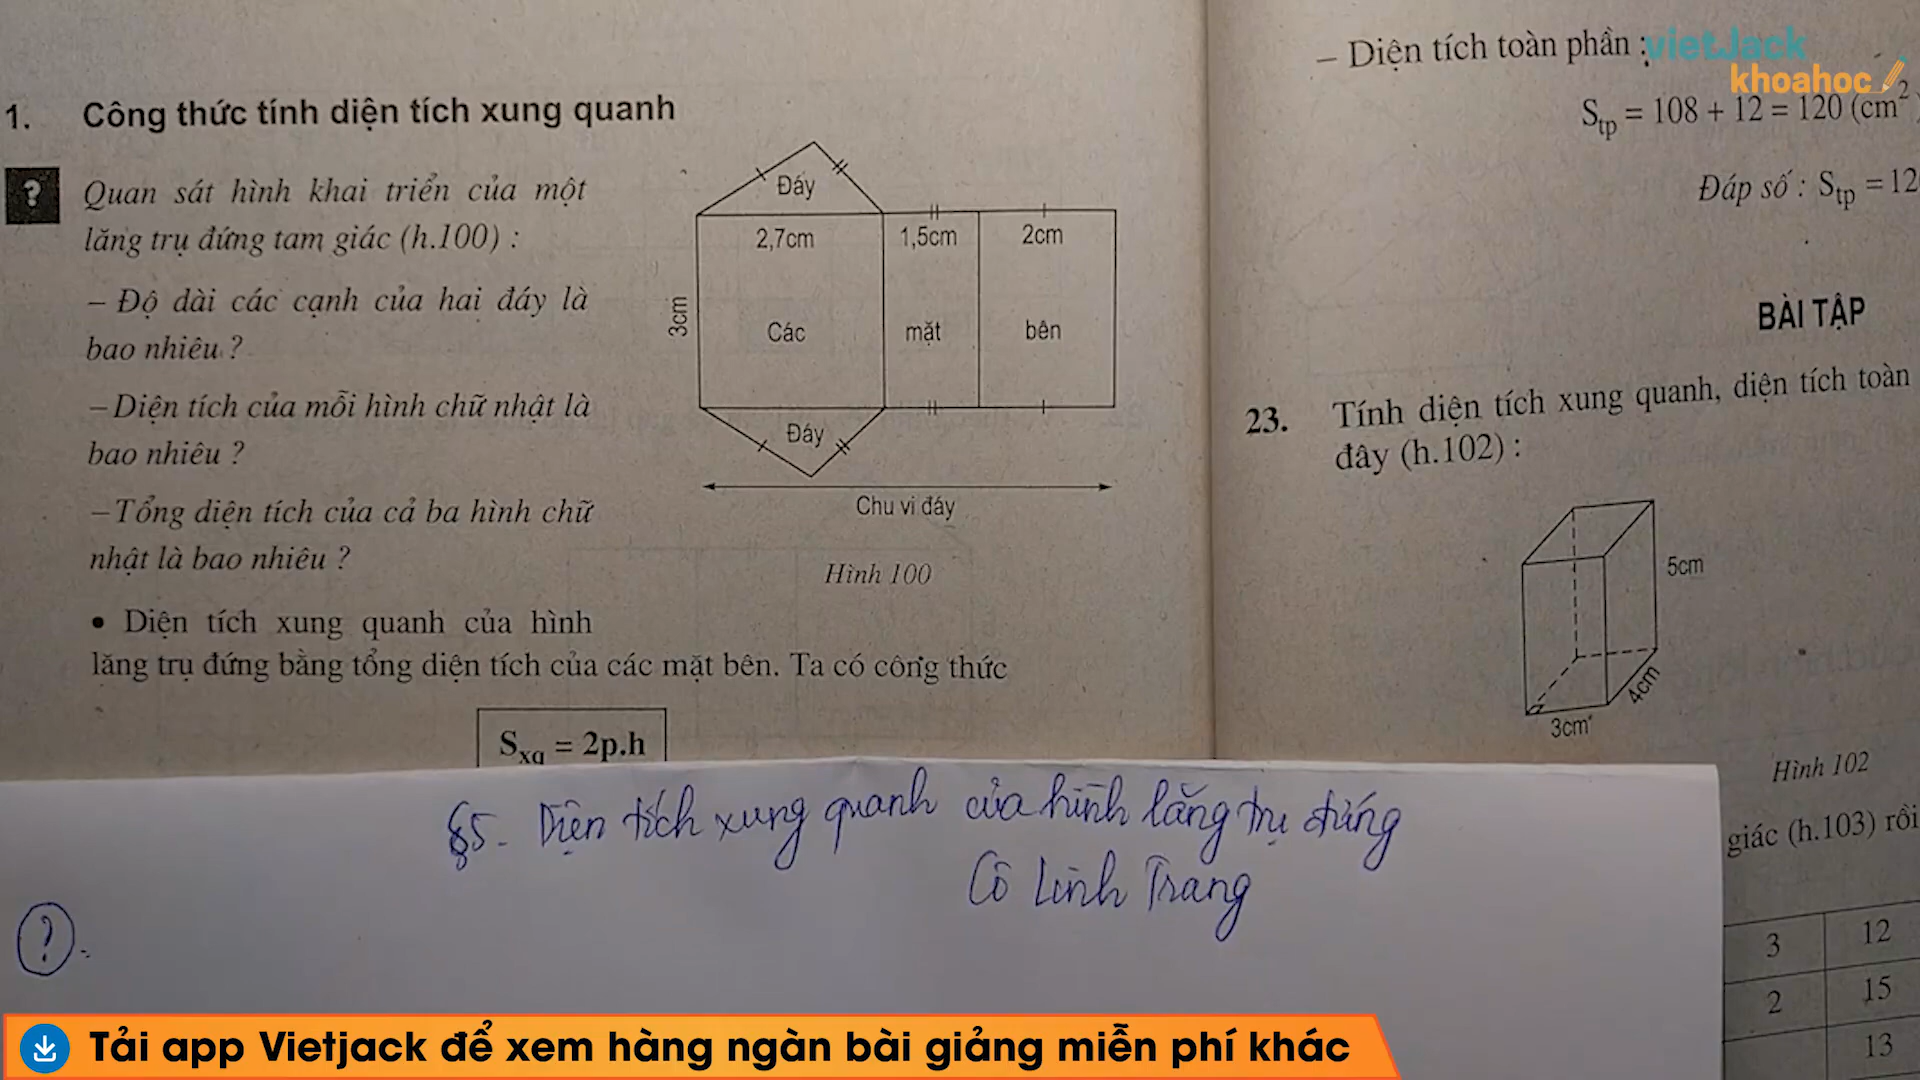 1. Công thức tính diện tích xung quanh
? Quan sát hình khai triển của một
lăng trụ đứng tam giác (h.100) :
– Độ dài các cạnh của hai đáy là
bao nhiêu ?
– Diện tích của mỗi hình chữ nhật là
bao nhiêu ?
– Tổng diện tích của cả ba hình chữ
nhật là bao nhiêu ?
Đáy
2,7cm 1,5cm 2cm
3cm
Các mặt bên
Đáy
Chu vi đáy
Hình 100
• Diện tích xung quanh của hình
lăng trụ đứng bằng tổng diện tích của các mặt bên. Ta có công thức
Sxq = 2p.h
– Diện tích toàn phần :
vietJack
khoahoc
Stp = 108 + 12 = 120 (cm²)
Đáp số : Stp = 12
BÀI TẬP
23. Tính diện tích xung quanh, diện tích toàn
đây (h.102) :
5cm
4cm
3cm
Hình 102
giác (h.103) rồi
3 12
2 15
13
§5. Diện tích xung quanh của hình lăng trụ đứng
Cô Linh Trang
?.
Tải app Vietjack để xem hàng ngàn bài giảng miễn phí khác